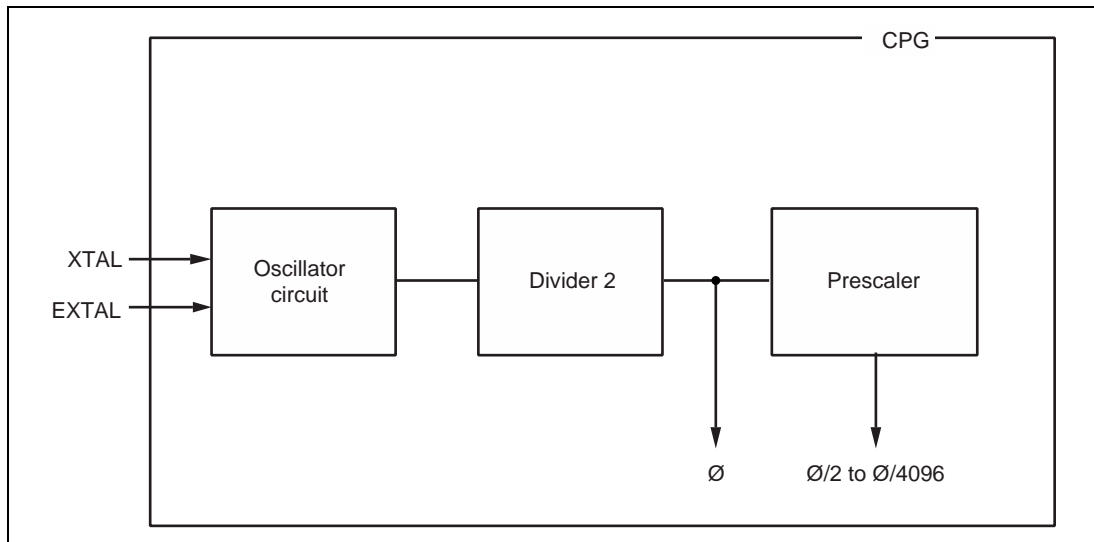 CPG
XTAL
EXTAL
Oscillator
circuit
Divider 2
Prescaler
Ø
Ø/2 to Ø/4096